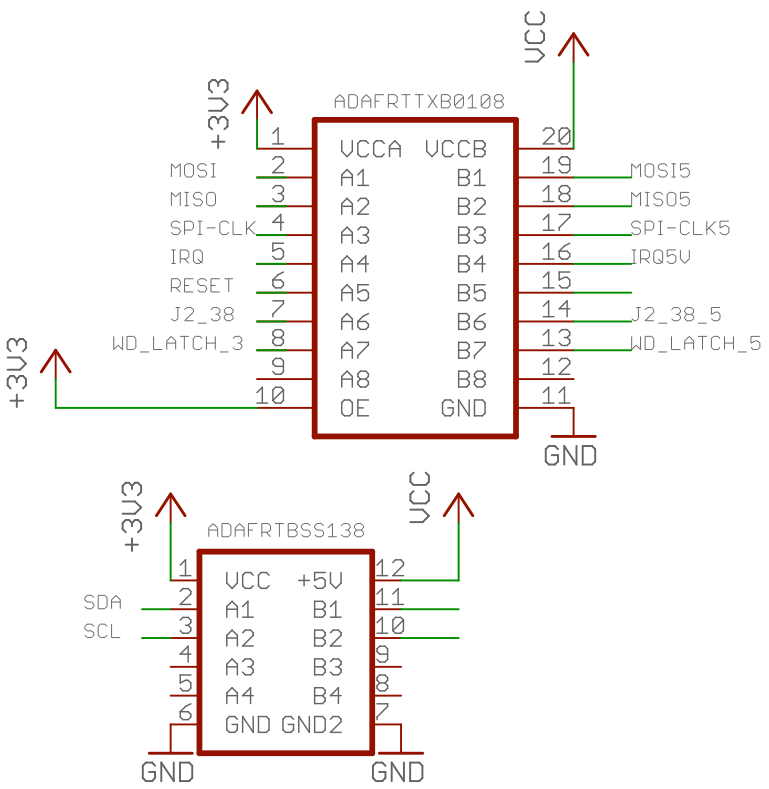 VCC
+3V3
ADAFRTTXB0108
1 VCCA VCCB 20
MOSI 2 A1 B1 19 MOSI5
MISO 3 A2 B2 18 MISO5
SPI-CLK 4 A3 B3 17 SPI-CLK5
IRQ 5 A4 B4 16 IRQ5V
RESET 6 A5 B5 15
J2_38 7 A6 B6 14 J2_38_5
WD_LATCH_3 8 A7 B7 13 WD_LATCH_5
+3V3
9 A8 B8 12
10 OE GND 11
GND
+3V3
VCC
ADAFRTBSS138
1 VCC +5V 12
SDA 2 A1 B1 11
SCL 3 A2 B2 10
4 A3 B3 9
5 A4 B4 8
6 GND GND2 7
GND GND